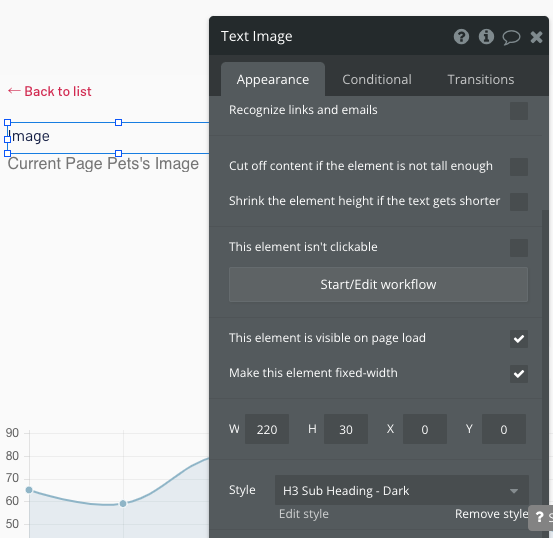 Text Image
Appearance
Conditional
Transitions
← Back to list
Recognize links and emails
Image
Current Page Pets's Image
Cut off content if the element is not tall enough
Shrink the element height if the text gets shorter
This element isn't clickable
Start/Edit workflow
This element is visible on page load
Make this element fixed-width
W 220 H 30 X 0 Y 0
Style H3 Sub Heading - Dark
Edit style Remove style
90
80
70
60
50